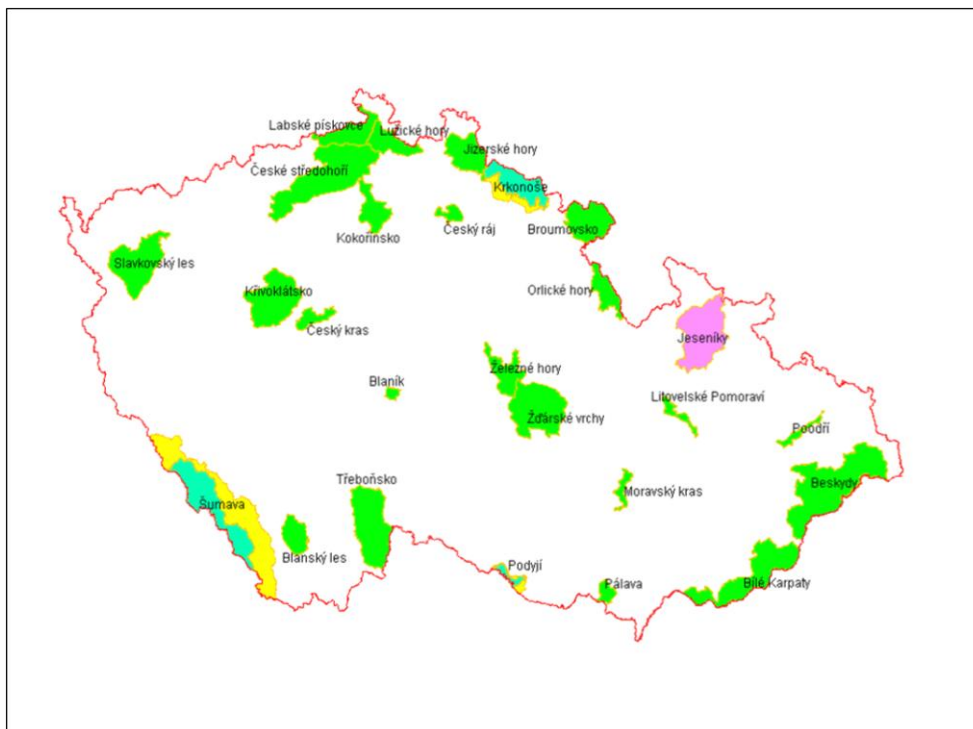 Labské pískovce
Lužické hory
Jizerské hory
České středohoří
Krkonoše
Kokořínsko
Český ráj
Broumovsko
Slavkovský les
Křivoklátsko
Orlické hory
Český kras
Jeseníky
Železné hory
Blaník
Litovelské Pomoraví
Žďárské vrchy
Poodří
Třeboňsko
Beskydy
Moravský kras
Šumava
Blanský les
Podyjí
Pálava
Bílé Karpaty